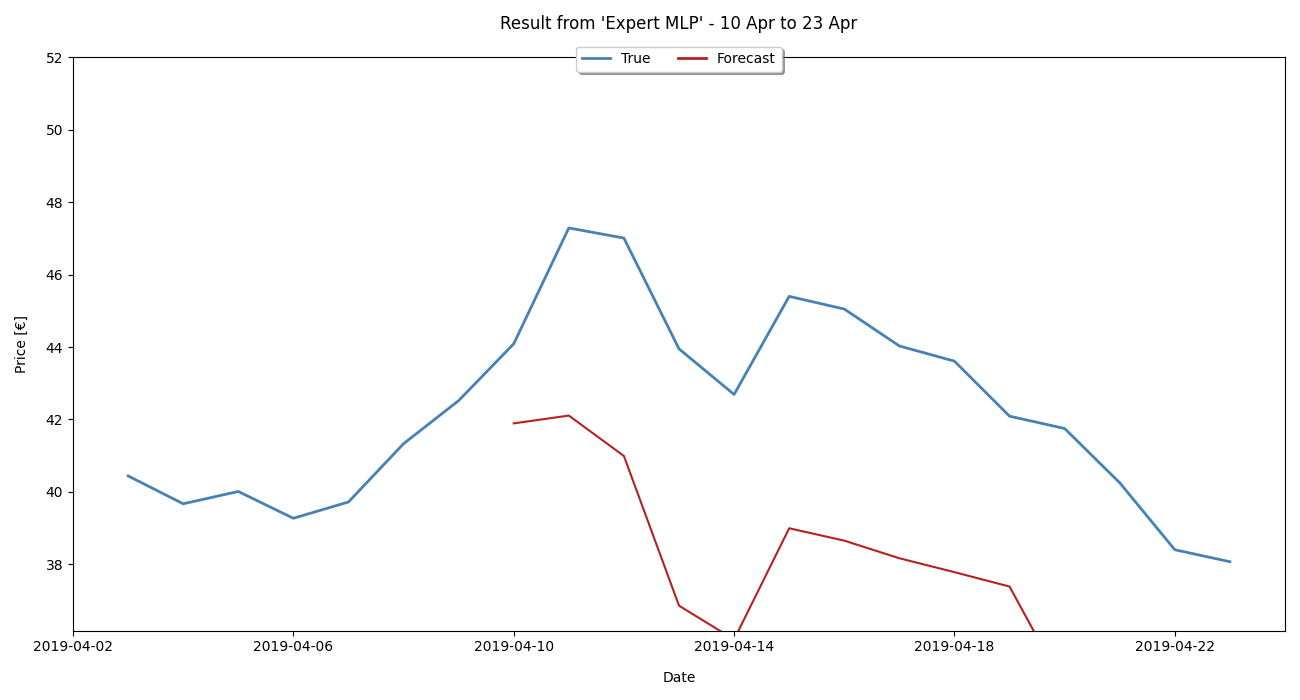 Result from 'Expert MLP' - 10 Apr to 23 Apr
True Forecast
52
50
48
46
44
42
40
38
Price [€]
2019-04-02 2019-04-06 2019-04-10 2019-04-14 2019-04-18 2019-04-22
Date